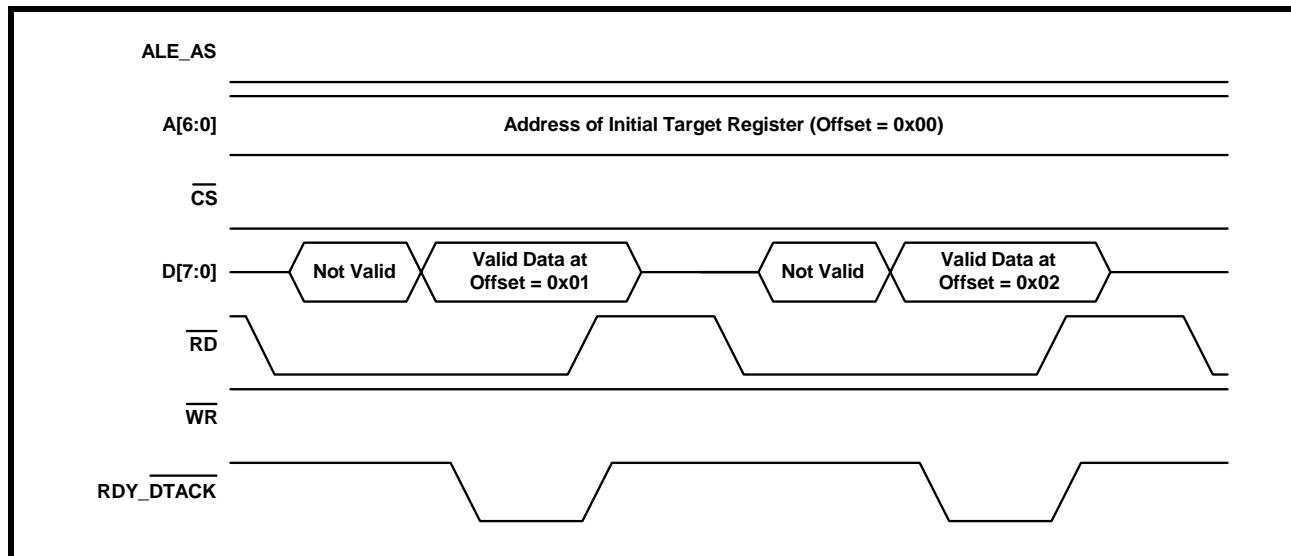 ALE_AS
A[6:0]
Address of Initial Target Register (Offset = 0x00)
CS
D[7:0]
Not Valid
Valid Data at
Offset = 0x01
Not Valid
Valid Data at
Offset = 0x02
RD
WR
RDY_DTACK